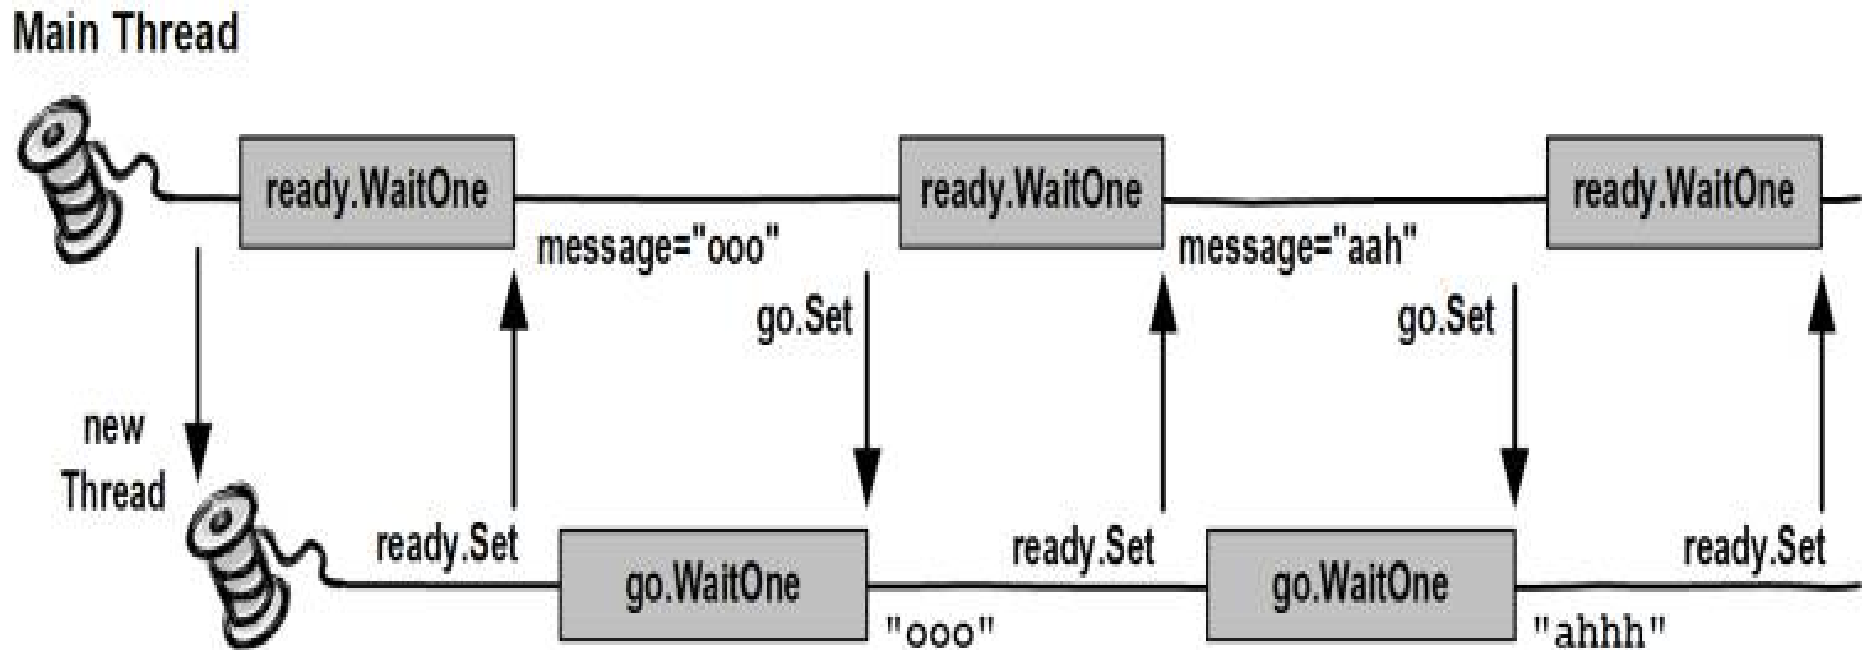 Main Thread
ready.WaitOne
ready.WaitOne
ready.WaitOne
message="ooo"
message="aah"
go.Set
go.Set
new
Thread
ready.Set
ready.Set
ready.Set
go.WaitOne
go.WaitOne
"ooo"
"ahhh"